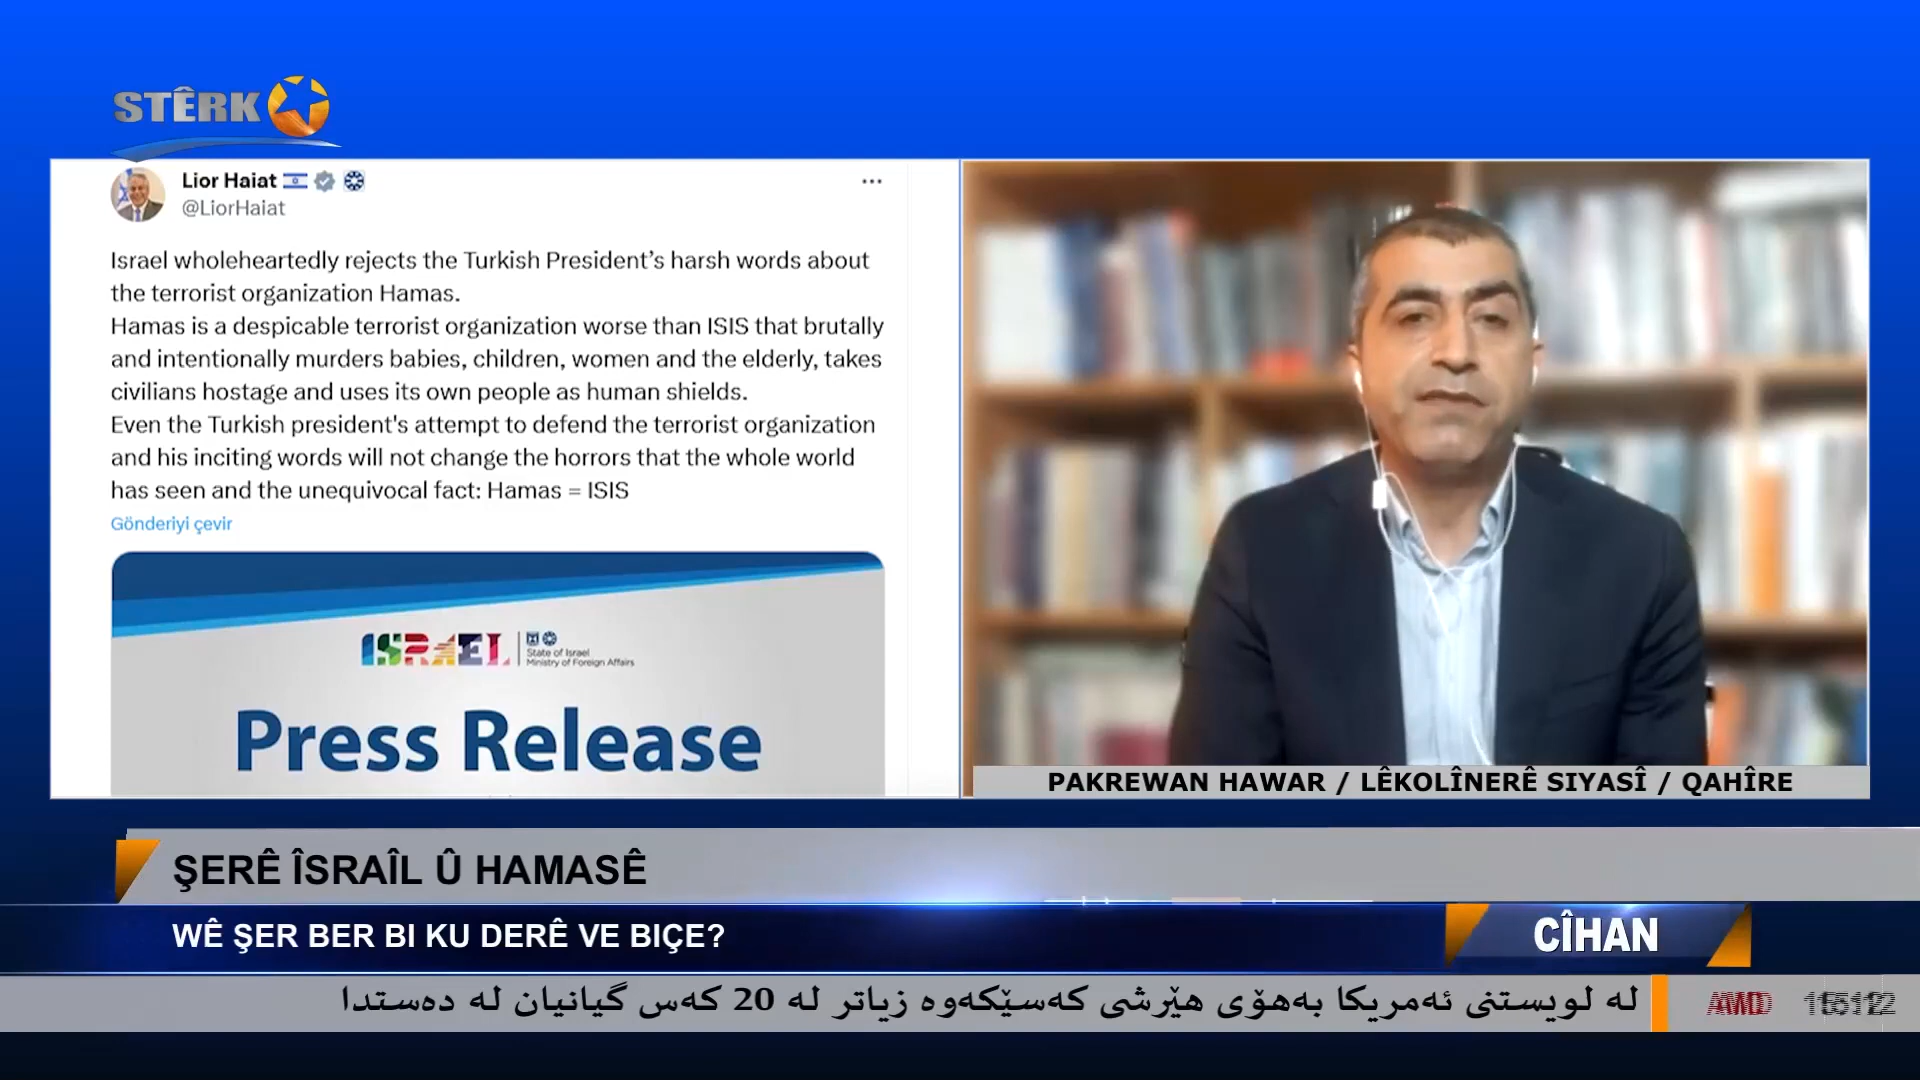 STÊRK
Lior Haiat
@LiorHaiat
Israel wholeheartedly rejects the Turkish President’s harsh words about
the terrorist organization Hamas.
Hamas is a despicable terrorist organization worse than ISIS that brutally
and intentionally murders babies, children, women and the elderly, takes
civilians hostage and uses its own people as human shields.
Even the Turkish president's attempt to defend the terrorist organization
and his inciting words will not change the horrors that the whole world
has seen and the unequivocal fact: Hamas = ISIS
Gönderiyi çevir
ISRAEL
State of Israel
Ministry of Foreign Affairs
Press Release
PAKREWAN HAWAR / LÊKOLÎNERÊ SIYASÎ / QAHÎRE
ŞERÊ ÎSRAÎL Û HAMASÊ
WÊ ŞER BER BI KU DERÊ VE BIÇE?
CÎHAN
لە لویستنی ئەمریکا بەهۆی هێرشی کەسێکەوە زیاتر لە 20 کەس گیانیان لە دەستدا